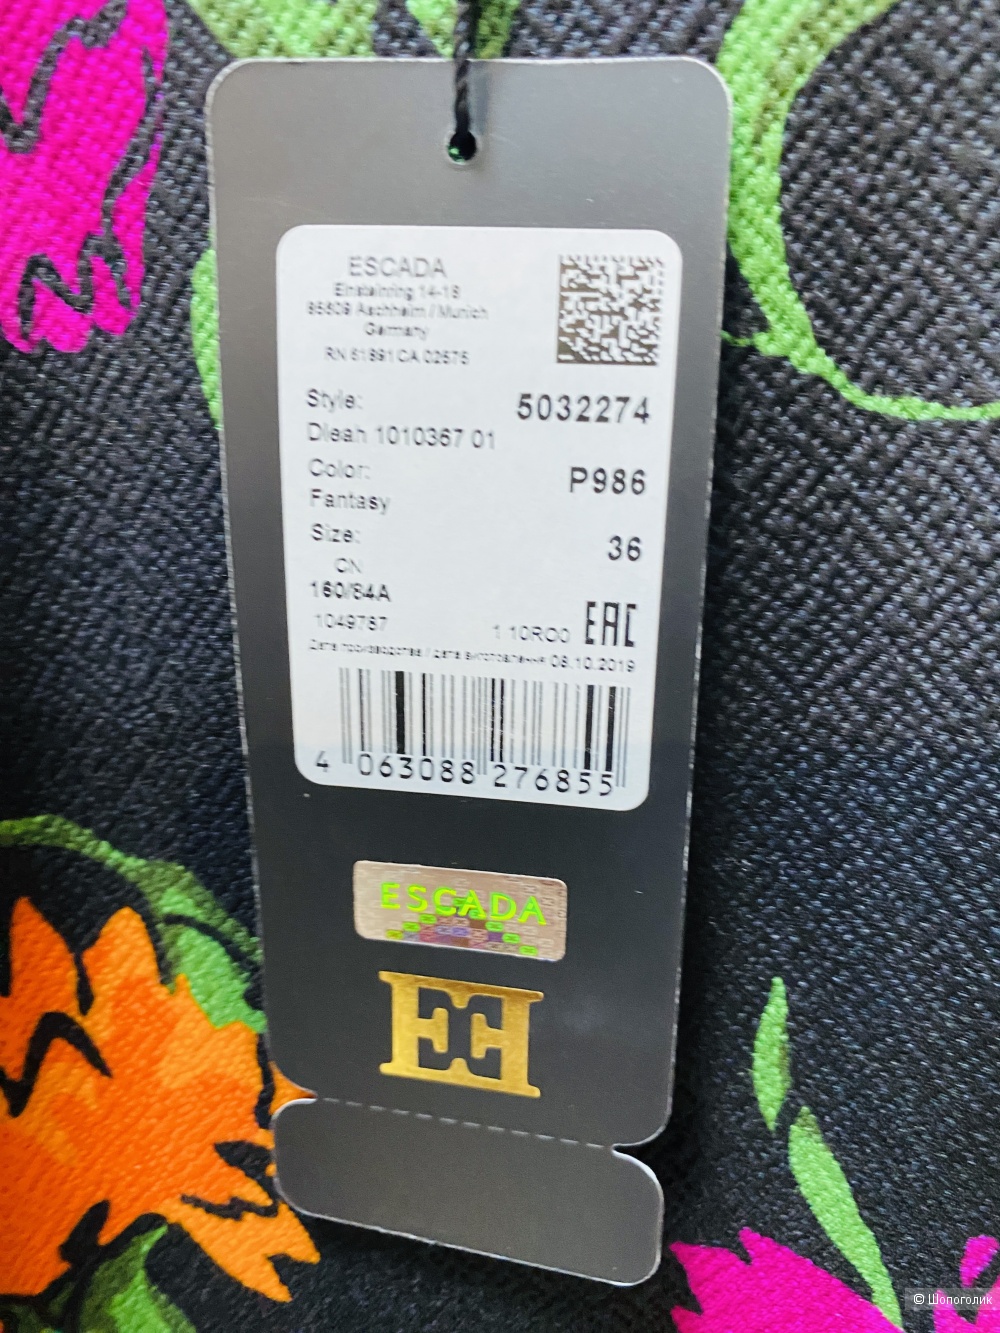 ESCADA
Einsteinring 14-18
85609 Aschheim / Munich
Germany
RN 61891 CA 02575
Style:
5032274
Dleah 1010367 01
Color:
P986
Fantasy
Size:
36
CN
160/84A
1049787
1 10RO0 EAC
Дата производства / дата виготовлення 08.10.2019
4 063088 276855
ESCADA
© Шопоголик